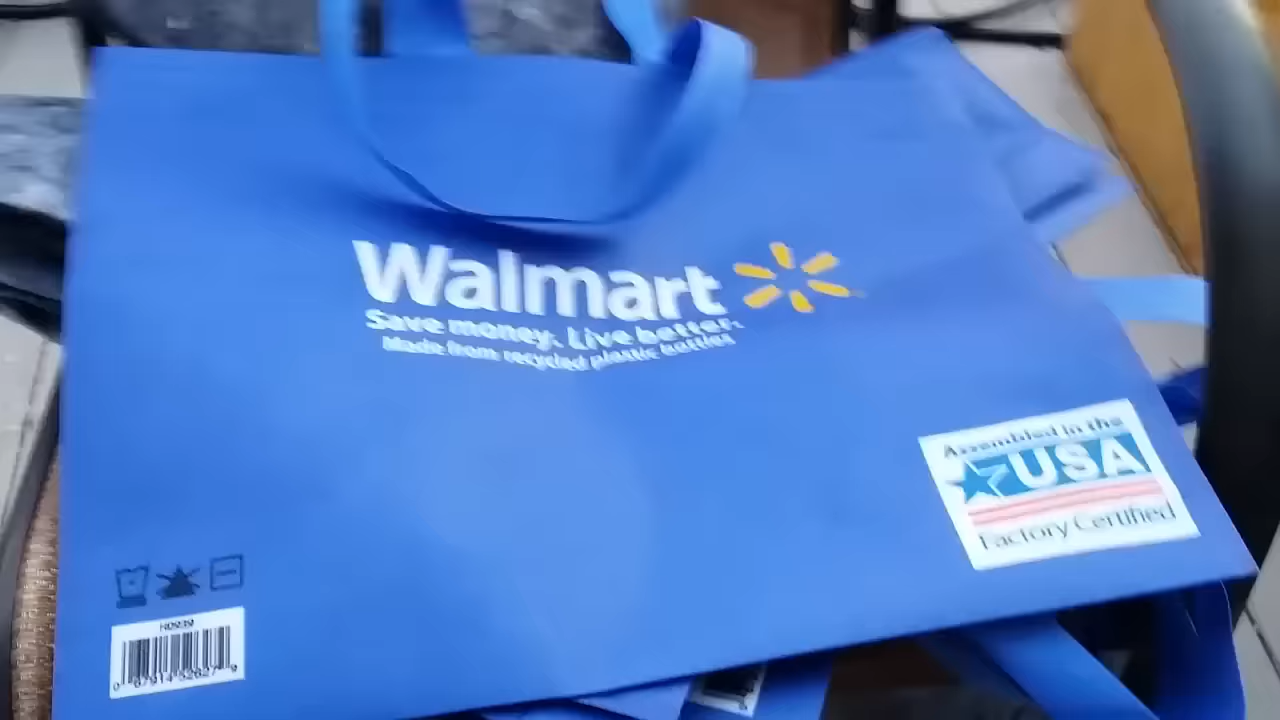 Walmart
Save money. Live better.
Made from recycled plastic bottles
Assembled in the
USA
Factory Certified